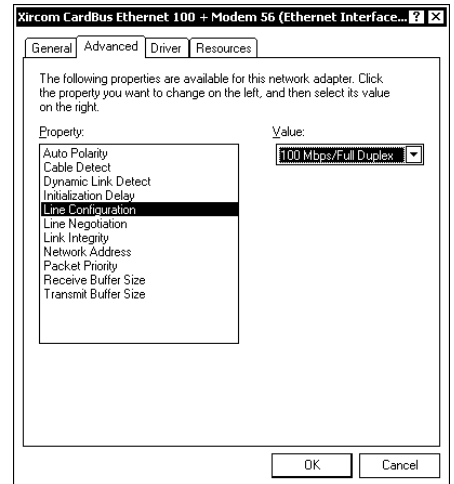 Xircom CardBus Ethernet 100 + Modem 56 (Ethernet Interface...
General Advanced Driver Resources
The following properties are available for this network adapter. Click
the property you want to change on the left, and then select its value
on the right.
Property: Value:
Auto Polarity 100 Mbps/Full Duplex
Cable Detect
Dynamic Link Detect
Initialization Delay
Line Configuration
Line Negotiation
Link Integrity
Network Address
Packet Priority
Receive Buffer Size
Transmit Buffer Size
OK Cancel